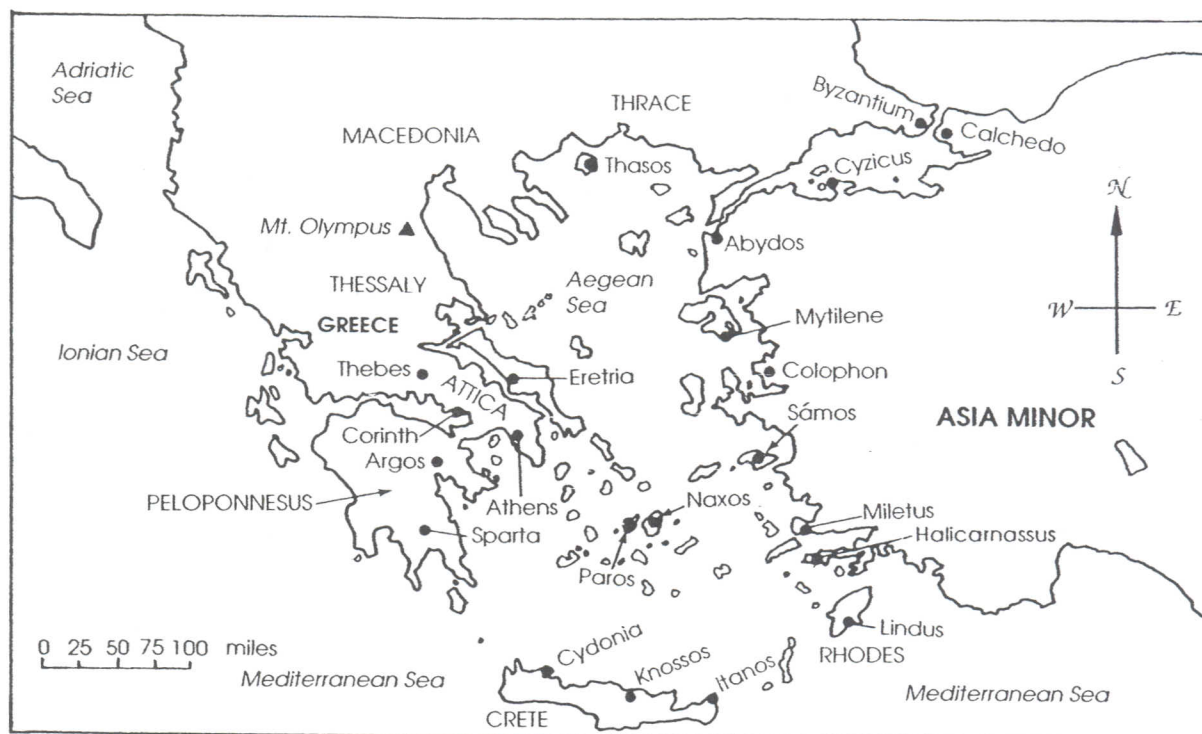 Adriatic
Sea
THRACE
Byzantium
MACEDONIA
Calchedo
Thasos
Cyzicus
N
Mt. Olympus
Abydos
THESSALY
Aegean
Sea
W
E
GREECE
Mytilene
Ionian Sea
Thebes
ATTICA
Eretria
Colophon
S
Sámos
ASIA MINOR
Corinth
Argos
PELOPONNESUS
Athens
Naxos
Miletus
Sparta
Halicarnassus
Paros
Lindus
0 25 50 75 100 miles
Cydonia
Knossos
Itanos
RHODES
Mediterranean Sea
Mediterranean Sea
CRETE